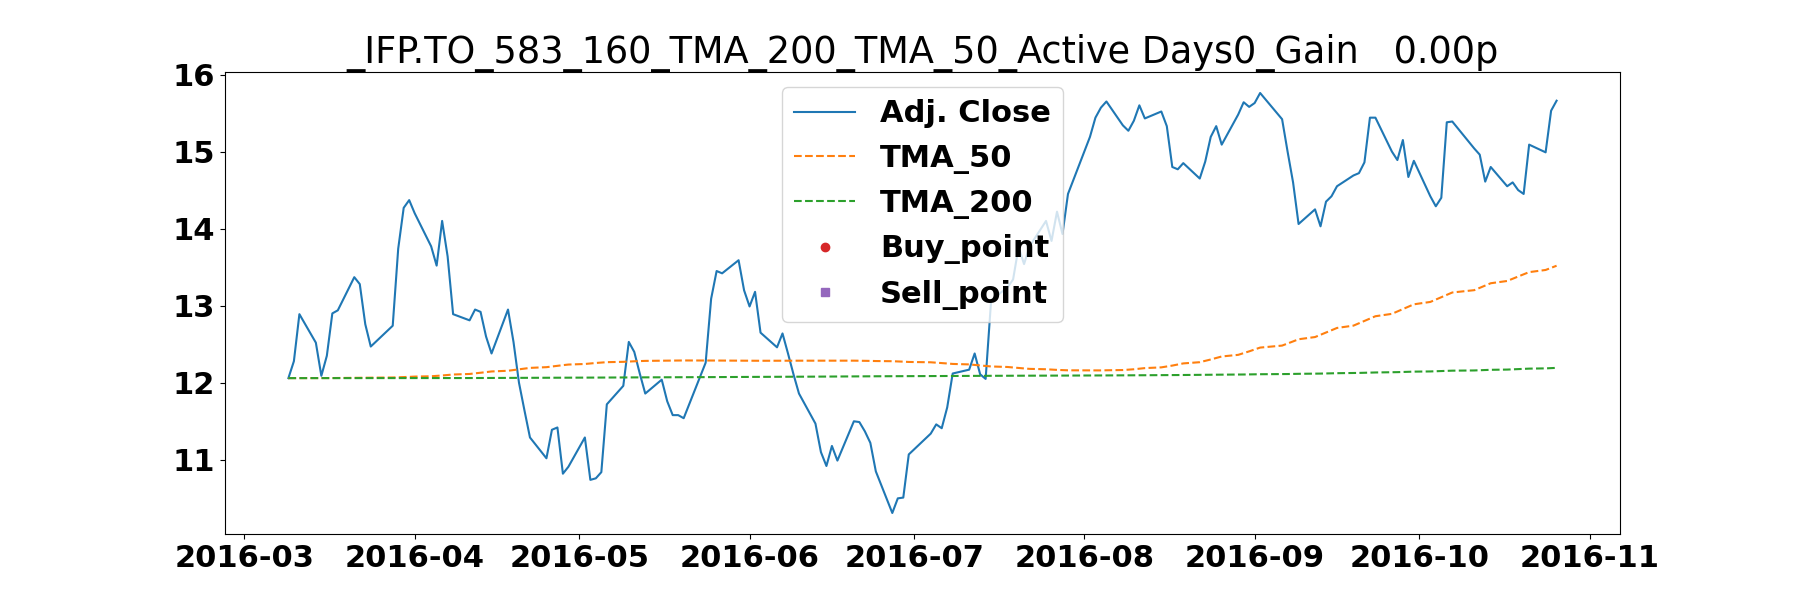 _IFP.TO_583_160_TMA_200_TMA_50_Active Days0_Gain   0.00p
16
15
14
13
12
11
Adj. Close
TMA_50
TMA_200
Buy_point
Sell_point
2016-03 2016-04 2016-05 2016-06 2016-07 2016-08 2016-09 2016-10 2016-11